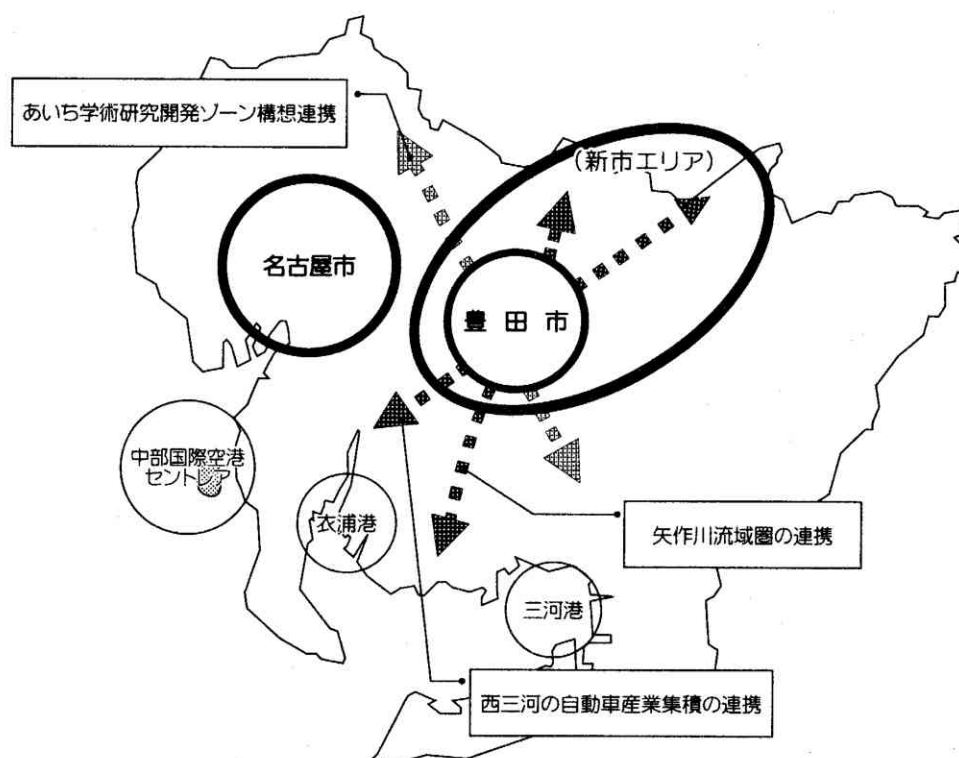 あいち学術研究開発ゾーン構想連携
（新市エリア）
名古屋市
豊田市
中部国際空港
セントレア
衣浦港
矢作川流域圏の連携
三河港
西三河の自動車産業集積の連携